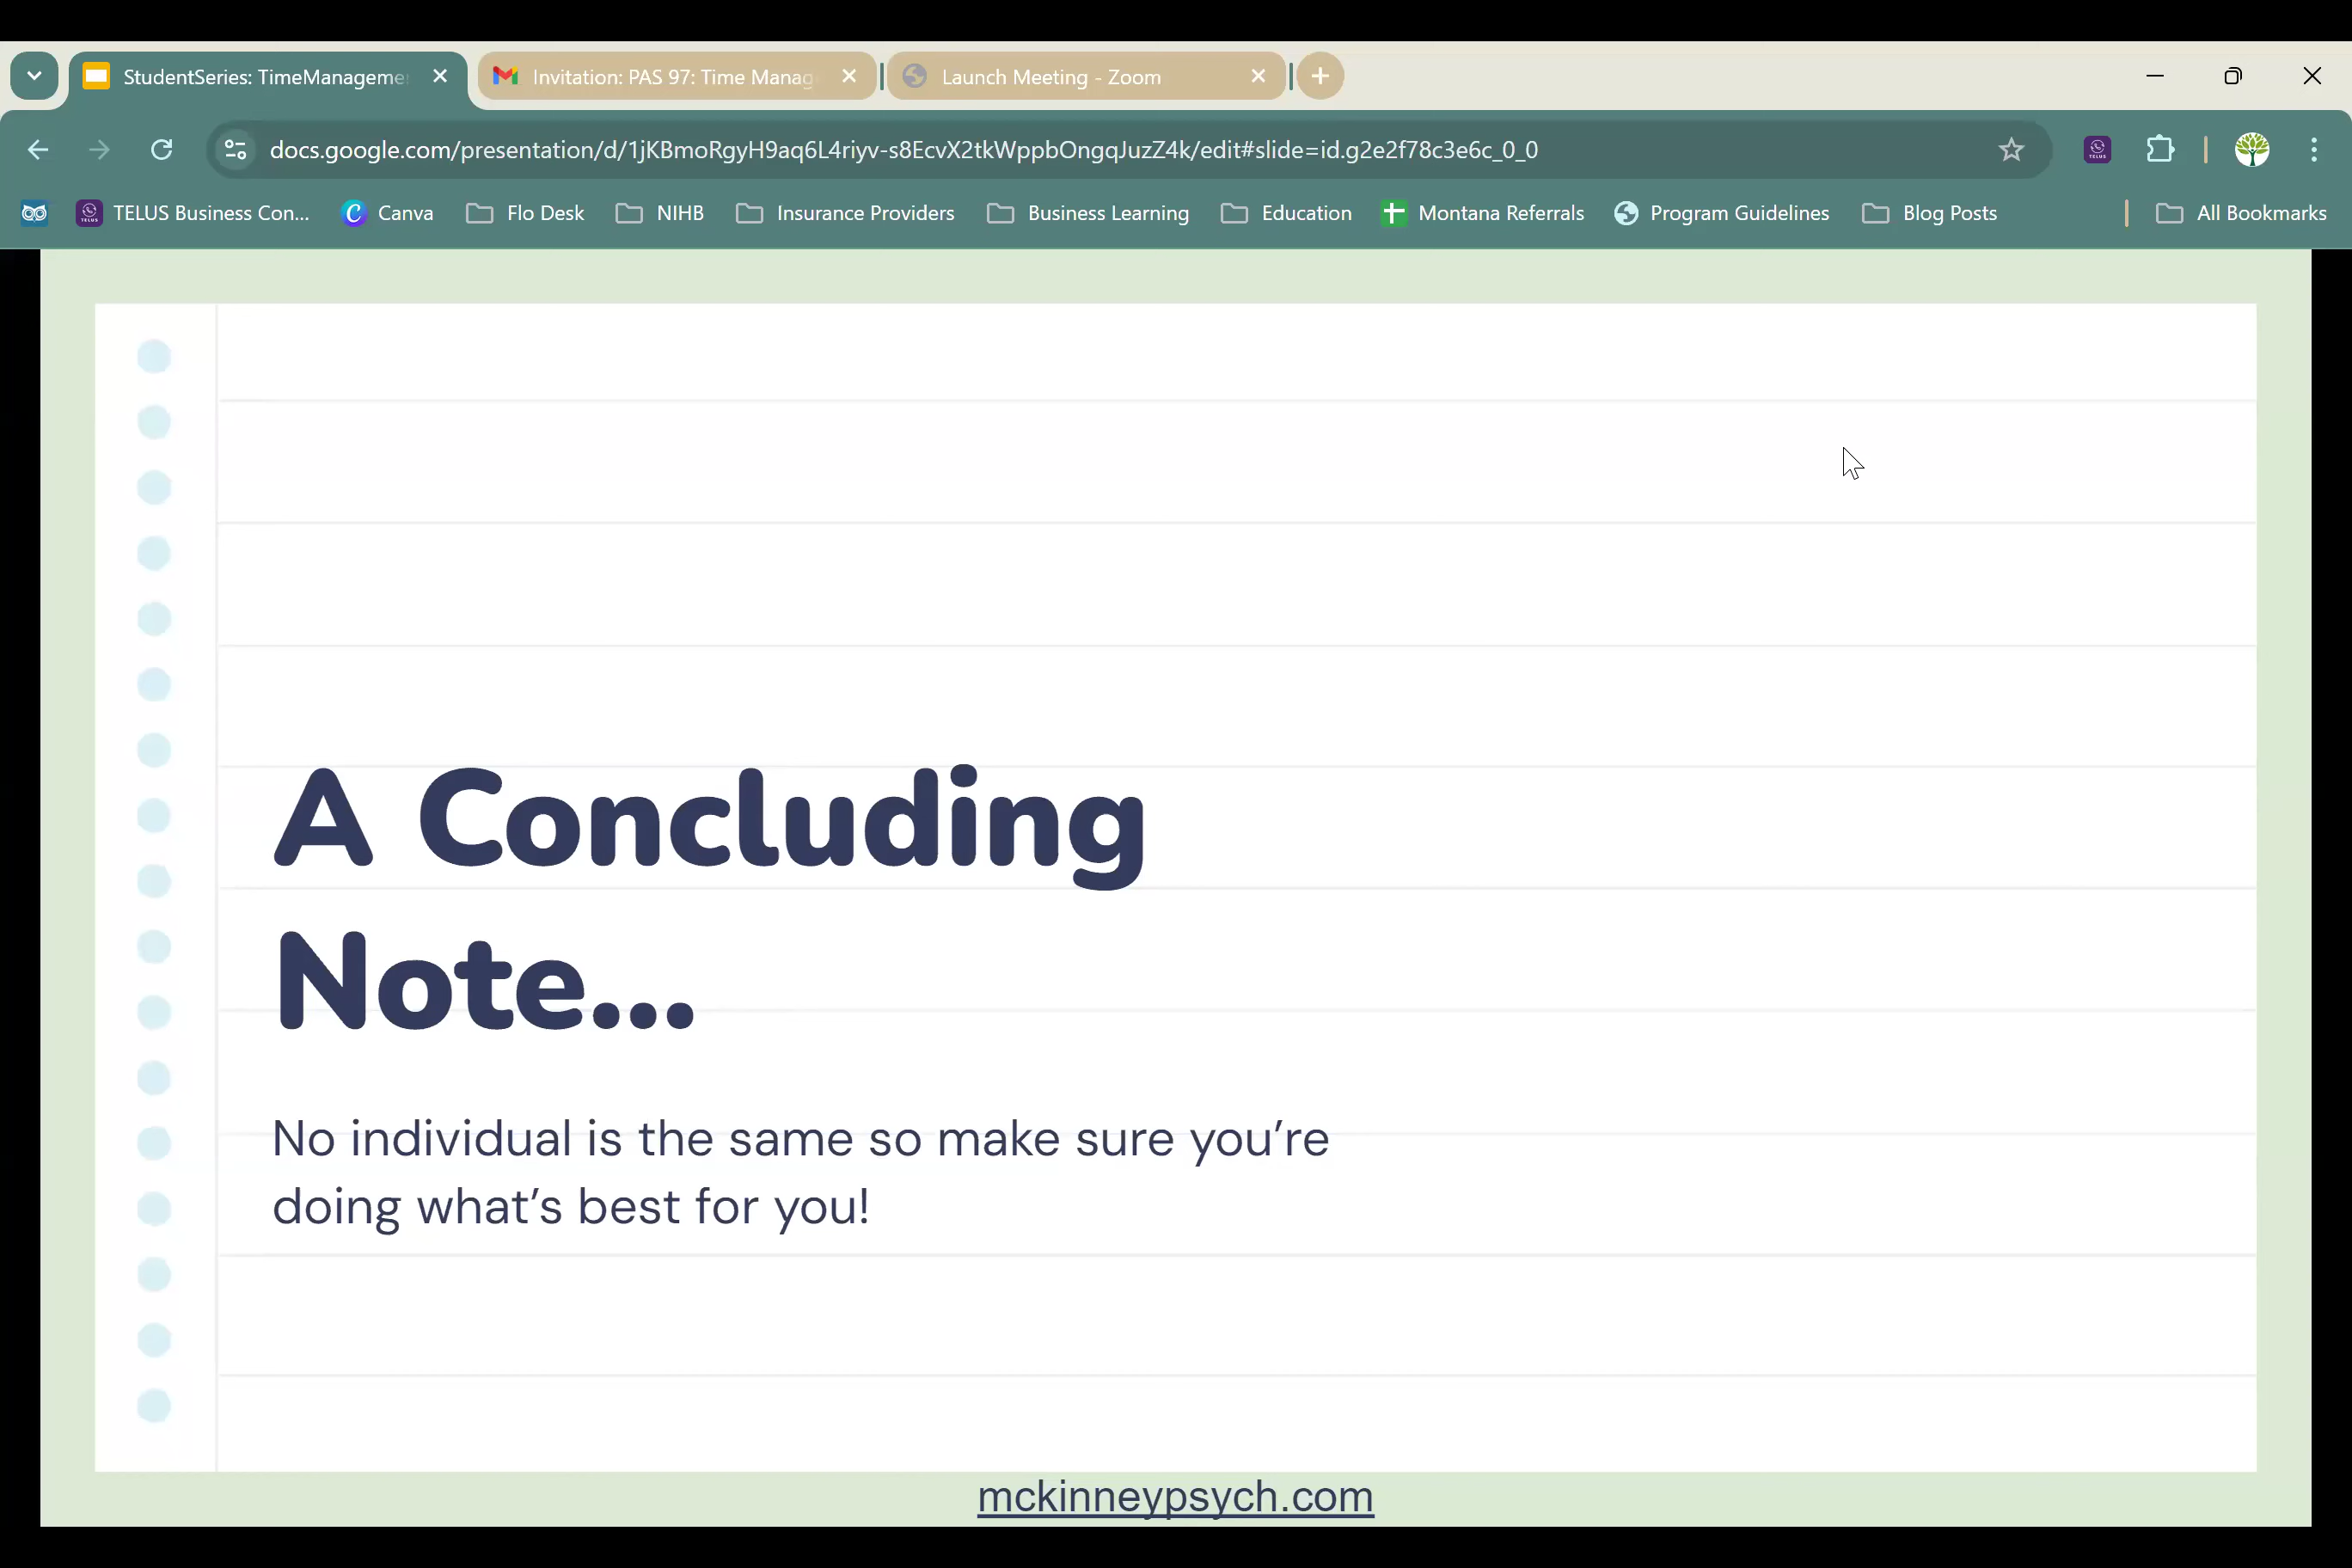 StudentSeries: TimeManageme
Invitation: PAS 97: Time Manag
Launch Meeting - Zoom
docs.google.com/presentation/d/1jKBmoRgyH9aq6L4riyv-s8EcvX2tkWppbOngqJuzZ4k/edit#slide=id.g2e2f78c3e6c_0_0
TELUS
TELUS Business Con...
Canva
Flo Desk
NIHB
Insurance Providers
Business Learning
Education
Montana Referrals
Program Guidelines
Blog Posts
All Bookmarks
A Concluding
Note...
No individual is the same so make sure you’re
doing what’s best for you!
mckinneypsych.com